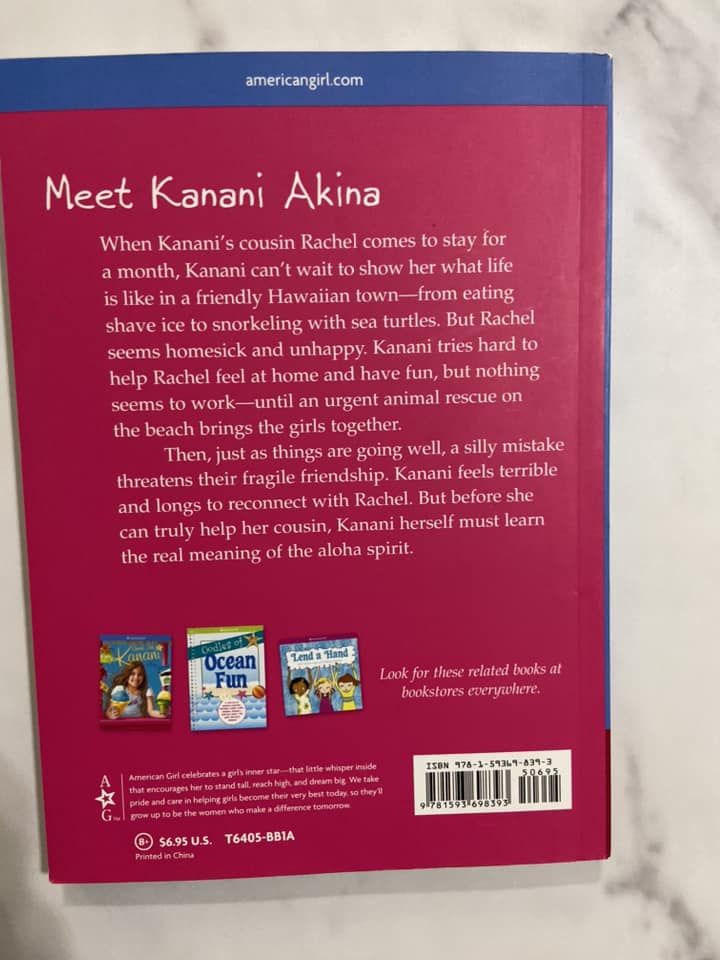 americangirl.com
Meet Kanani Akina
When Kanani's cousin Rachel comes to stay for
a month, Kanani can't wait to show her what life
is like in a friendly Hawaiian town—from eating
shave ice to snorkeling with sea turtles. But Rachel
seems homesick and unhappy. Kanani tries hard to
help Rachel feel at home and have fun, but nothing
seems to work—until an urgent animal rescue on
the beach brings the girls together.
Then, just as things are going well, a silly mistake
threatens their fragile friendship. Kanani feels terrible
and longs to reconnect with Rachel. But before she
can truly help her cousin, Kanani herself must learn
the real meaning of the aloha spirit.
Kanani
Oodles of
Ocean
Fun
Lend a Hand
Look for these related books at
bookstores everywhere.
A
G™
American Girl celebrates a girl's inner star—that little whisper inside
that encourages her to stand tall, reach high, and dream big. We take
pride and care in helping girls become their very best today, so they'll
grow up to be the women who make a difference tomorrow.
8+ $6.95 U.S. T6405-BB1A
Printed in China
ISBN 978-1-59369-839-3
50695
9 781593 698393